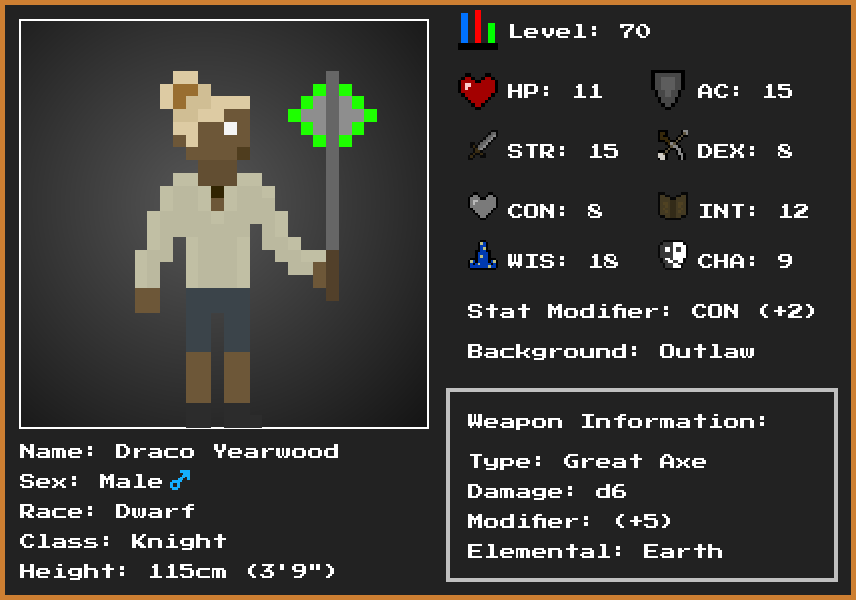 Level: 70
HP: 11
AC: 15
STR: 15
DEX: 8
CON: 8
INT: 12
WIS: 18
CHA: 9
Stat Modifier: CON (+2)
Background: Outlaw
Weapon Information:
Type: Great Axe
Damage: d6
Modifier: (+5)
Elemental: Earth
Name: Draco Yearwood
Sex: Male ♂
Race: Dwarf
Class: Knight
Height: 115cm (3'9")